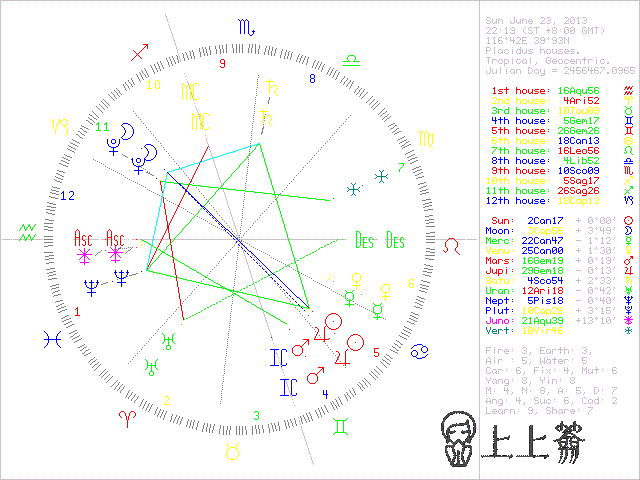 Sun June 23, 2013
22:19 (ST +8:00 GMT)
116°42E 39°93N
Placidus houses.
Tropical, Geocentric.
Julian Day = 2456467.0965
1st house: 16Aqu56
2nd house: 4Ari52
3rd house: 10Tau09
4th house: 5Gem17
5th house: 26Gem26
6th house: 18Can13
7th house: 16Leo56
8th house: 4Lib52
9th house: 10Sco09
10th house: 5Sag17
11th house: 26Sag26
12th house: 18Cap13
Sun: 2Can17 + 0°00'
Moon: + 3°49'
Merc: 22Can47 - 1°12'
Venu: 25Can00 + 1°30'
Mars: 16Gem19 + 0°13'
Jupi: 29Gem13 - 0°13'
Satu: 4Sco54 + 2°33'
Uran: 12Ari18 - 0°42'
Nept: 5Pis18 - 0°40'
Plut: 10Cap28 + 3°15'
Juno: 21Aqu39 +13°10'
Vert: 10Vir46
Fire: 3, Earth: 3,
Air : 5, Water: 5
Car: 6, Fix: 4, Mut: 6
Yang: 8, Yin: 8
M: 4, N: 8, A: 5, D: 7
Ang: 4, Suc: 6, Cad: 2
Learn: 9, Share: 7
9
10
8
MC
MC
11
7
12
Asc Asc
Des Des
6
1
5
IC
IC
4
2
3
上上籤